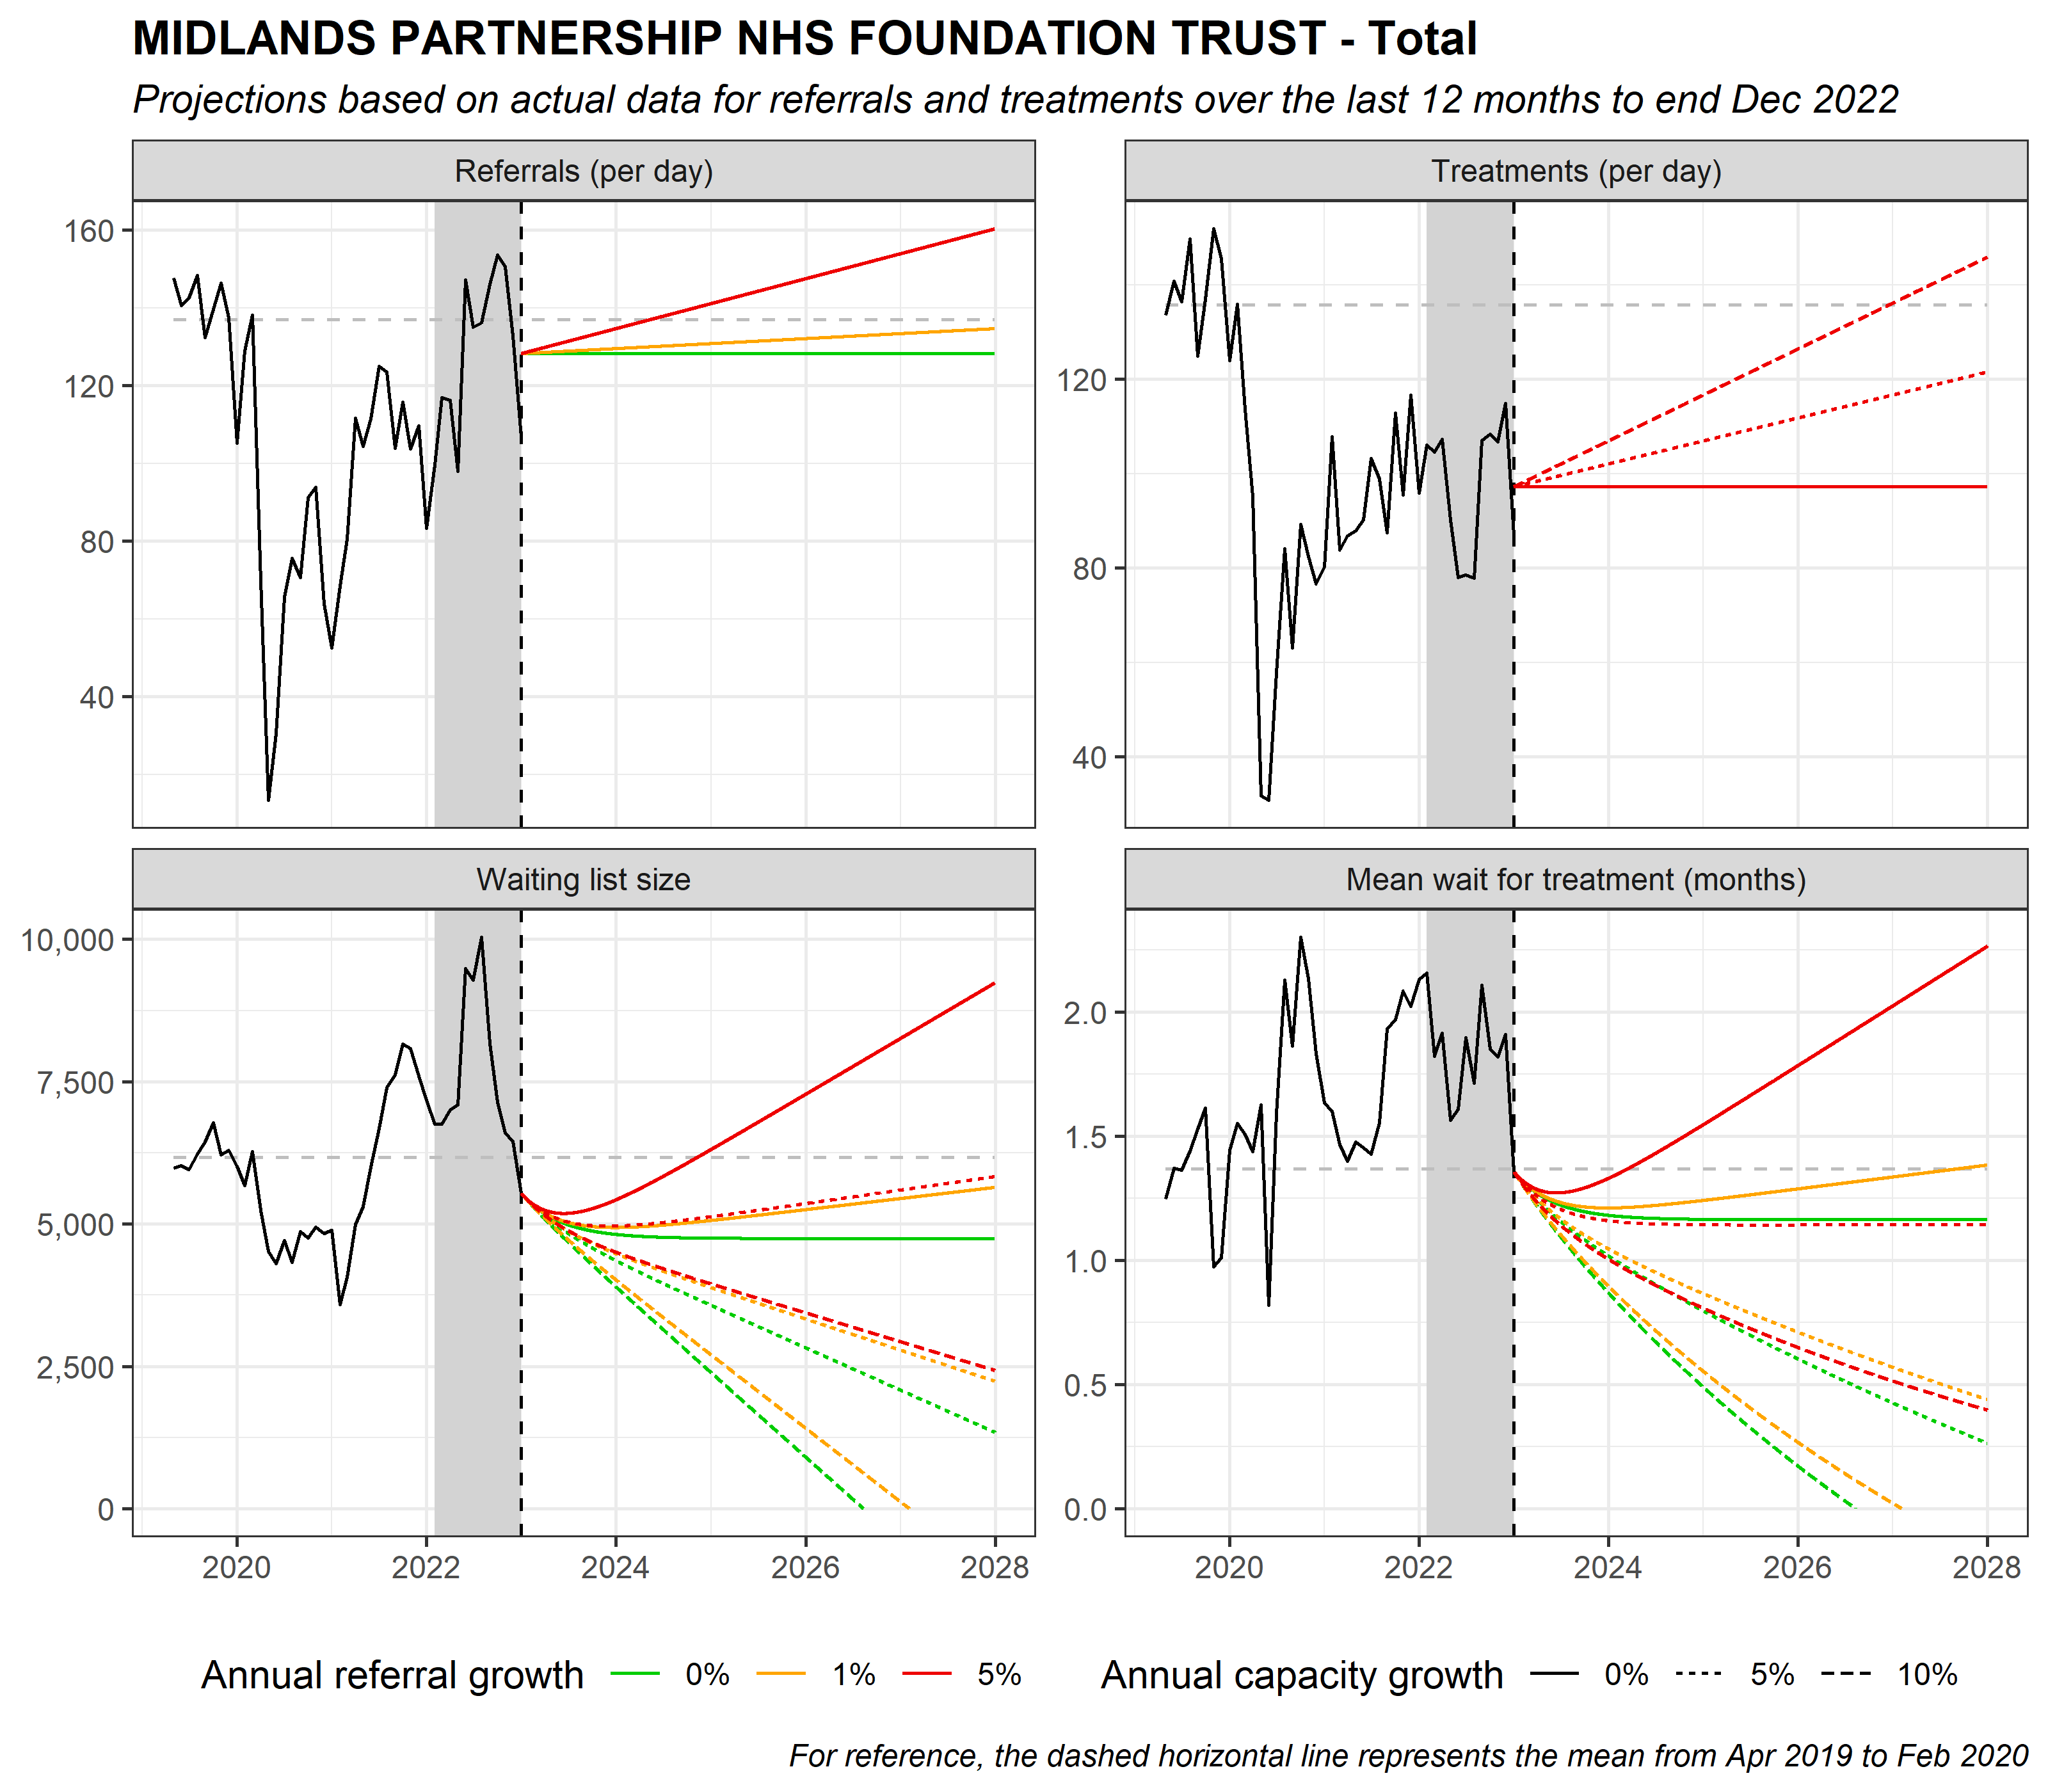 MIDLANDS PARTNERSHIP NHS FOUNDATION TRUST - Total
Projections based on actual data for referrals and treatments over the last 12 months to end Dec 2022
Referrals (per day)
160
120
80
40
Treatments (per day)
120
80
40
Waiting list size
10,000
7,500
5,000
2,500
0
2020 2022 2024 2026 2028
Mean wait for treatment (months)
2.0
1.5
1.0
0.5
0.0
2020 2022 2024 2026 2028
Annual referral growth 0% 1% 5%
Annual capacity growth 0% 5% 10%
For reference, the dashed horizontal line represents the mean from Apr 2019 to Feb 2020